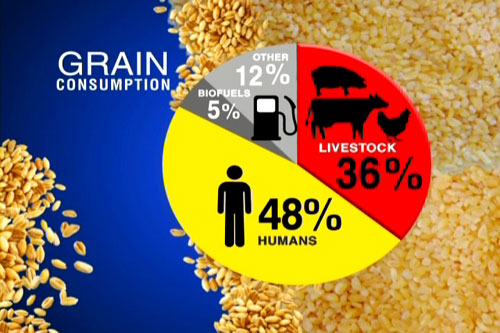 GRAIN
CONSUMPTION
OTHER
12%
BIOFUELS
5%
LIVESTOCK
36%
48%
HUMANS